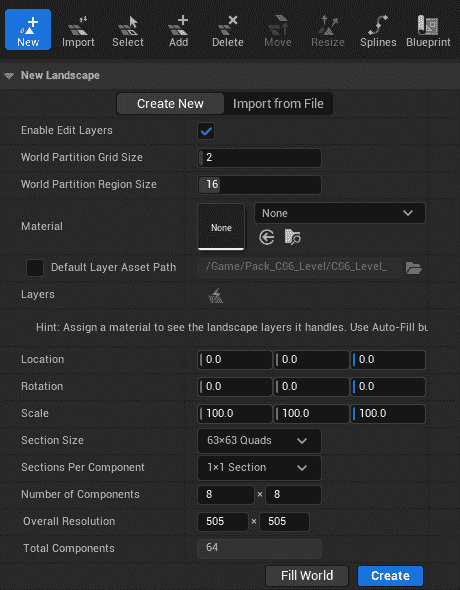 New Import Select Add Delete Move Resize Splines Blueprint
New Landscape
Create New Import from File
Enable Edit Layers
World Partition Grid Size 2
World Partition Region Size 16
Material None None
Default Layer Asset Path /Game/Pack_C06_Level/C06_Level_
Layers
Hint: Assign a material to see the landscape layers it handles. Use Auto-Fill bu
Location 0.0 0.0 0.0
Rotation 0.0 0.0 0.0
Scale 100.0 100.0 100.0
Section Size 63×63 Quads
Sections Per Component 1×1 Section
Number of Components 8 × 8
Overall Resolution 505 × 505
Total Components 64
Fill World Create